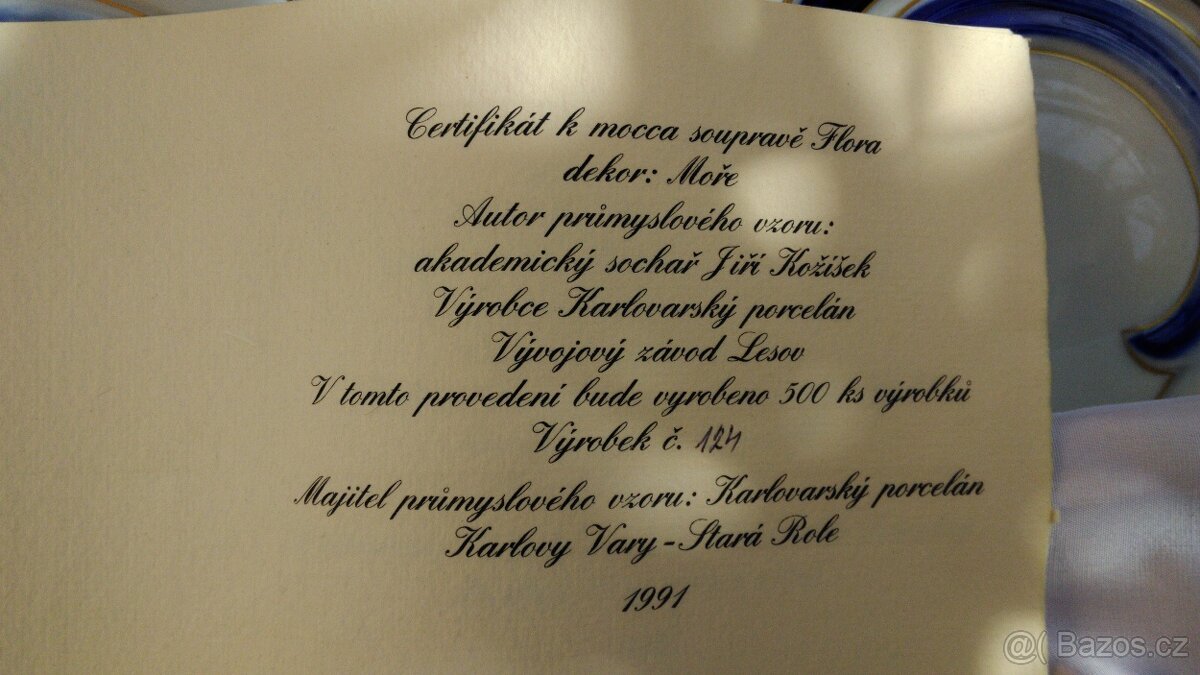 Certifikát k mocca soupravě Flora
dekor: Moře
Autor průmyslového vzoru:
akademický sochař Jiří Kožíšek
Výrobce Karlovarský porcelán
Vývojový závod Lesov
V tomto provedení bude vyrobeno 500 ks výrobků
Výrobek č. 124
Majitel průmyslového vzoru: Karlovarský porcelán
Karlovy Vary - Stará Role
1991
@( Bazos.cz